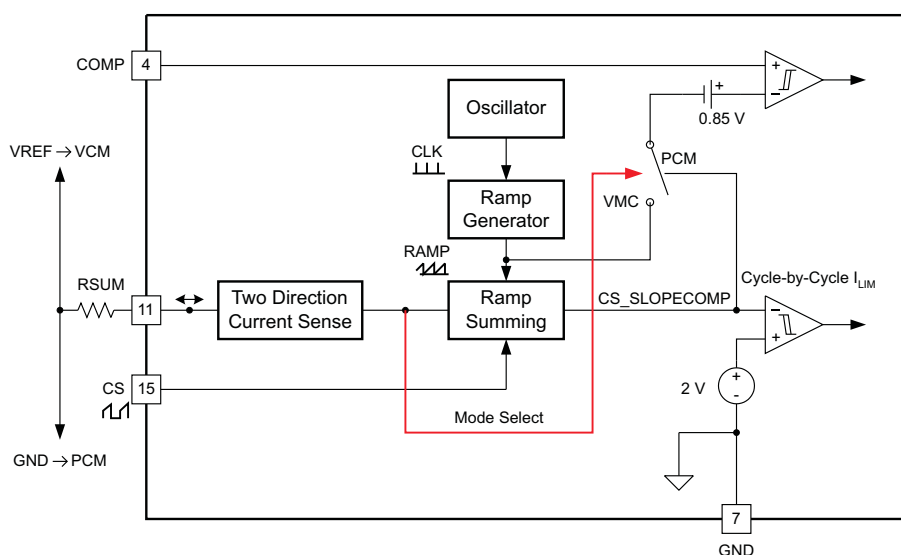 COMP
4
+
−
+
0.85 V
Oscillator
CLK
PCM
VREF→VCM
Ramp
Generator
VMC
RAMP
RSUM
11
Two Direction
Current Sense
Ramp
Summing
CS_SLOPECOMP
Cycle-by-Cycle ILIM
−
+
CS
15
2 V
+
-
Mode Select
GND→PCM
7
GND